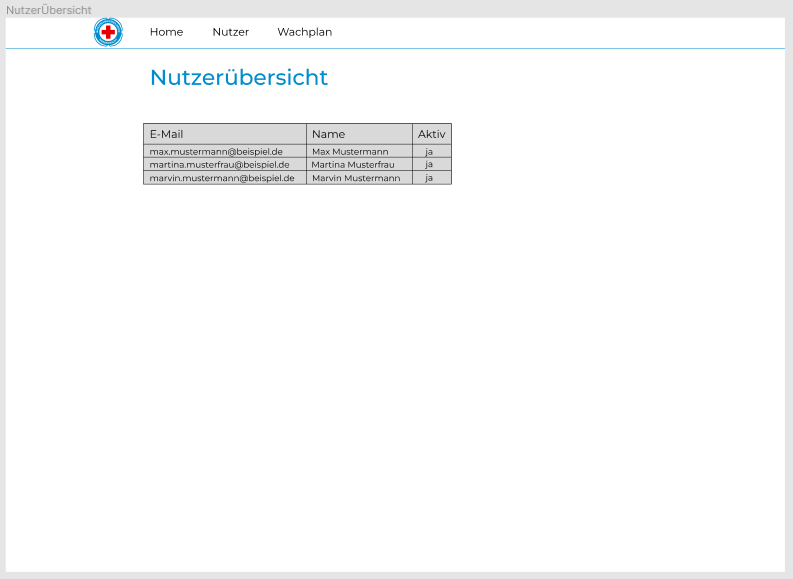 NutzerÜbersicht
Home Nutzer Wachplan
Nutzerübersicht
E-Mail Name Aktiv
max.mustermann@beispiel.de Max Mustermann ja
martina.musterfrau@beispiel.de Martina Musterfrau ja
marvin.mustermann@beispiel.de Marvin Mustermann ja